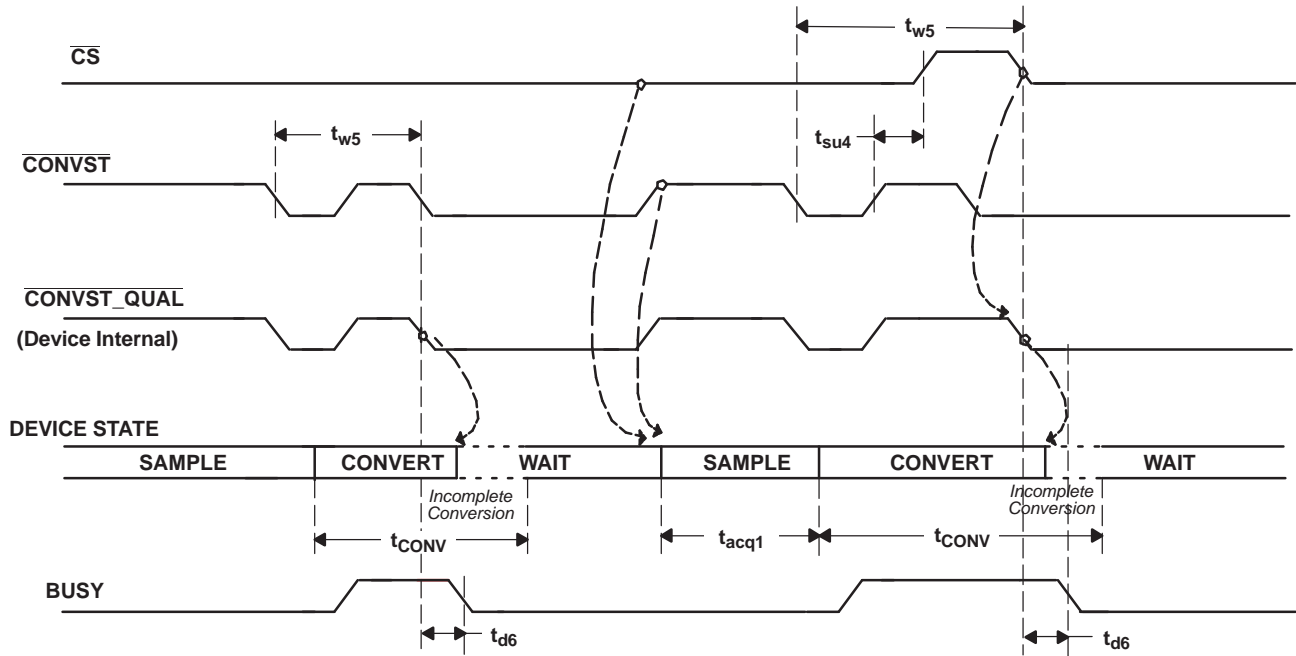 tw5
CS
tw5
tsu4
CONVST
CONVST_QUAL
(Device Internal)
DEVICE STATE
SAMPLE CONVERT WAIT SAMPLE CONVERT WAIT
Incomplete
Conversion
Incomplete
Conversion
tCONV tacq1 tCONV
BUSY
td6 td6